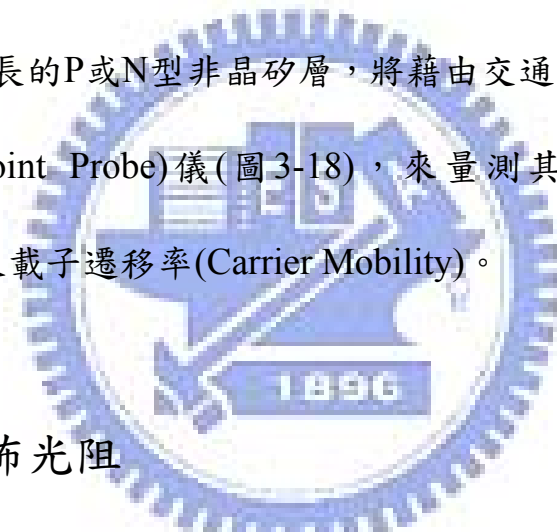 長的P或N型非晶矽層，將藉由交通
oint Probe)儀(圖3-18)，來量測其
載子遷移率(Carrier Mobility)。
ES
1896
佈光阻